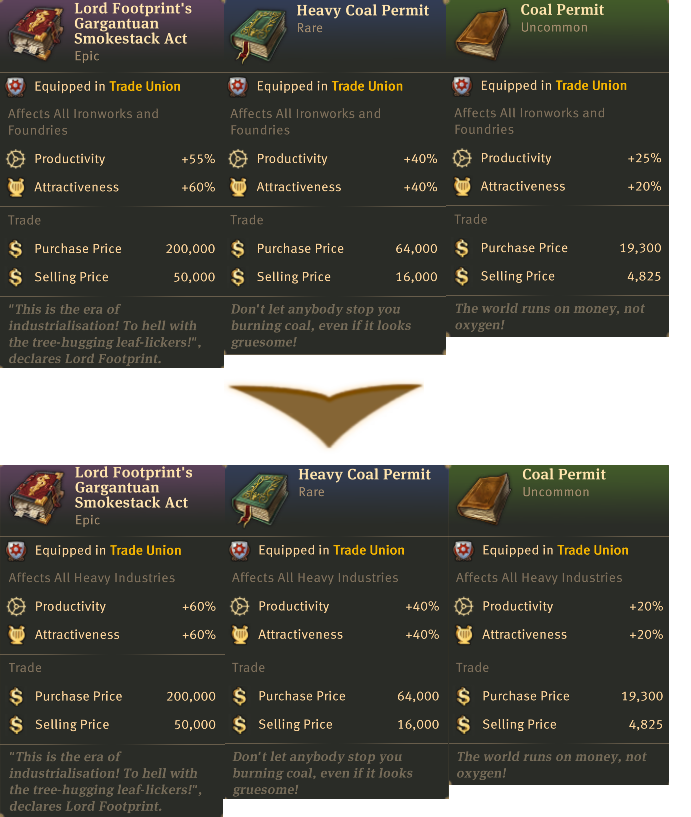 Lord Footprint's
Gargantuan
Smokestack Act
Epic
Equipped in Trade Union
Affects All Ironworks and
Foundries
Productivity +55%
Attractiveness +60%
Trade
Purchase Price 200,000
Selling Price 50,000
"This is the era of
industrialisation! To hell with
the tree-hugging leaf-lickers!",
declares Lord Footprint.
Heavy Coal Permit
Rare
Equipped in Trade Union
Affects All Ironworks and
Foundries
Productivity +40%
Attractiveness +40%
Trade
Purchase Price 64,000
Selling Price 16,000
Don't let anybody stop you
burning coal, even if it looks
gruesome!
Coal Permit
Uncommon
Equipped in Trade Union
Affects All Ironworks and
Foundries
Productivity +25%
Attractiveness +20%
Trade
Purchase Price 19,300
Selling Price 4,825
The world runs on money, not
oxygen!
Lord Footprint's
Gargantuan
Smokestack Act
Epic
Equipped in Trade Union
Affects All Heavy Industries
Productivity +60%
Attractiveness +60%
Trade
Purchase Price 200,000
Selling Price 50,000
"This is the era of
industrialisation! To hell with
the tree-hugging leaf-lickers!",
declares Lord Footprint.
Heavy Coal Permit
Rare
Equipped in Trade Union
Affects All Heavy Industries
Productivity +40%
Attractiveness +40%
Trade
Purchase Price 64,000
Selling Price 16,000
Don't let anybody stop you
burning coal, even if it looks
gruesome!
Coal Permit
Uncommon
Equipped in Trade Union
Affects All Heavy Industries
Productivity +20%
Attractiveness +20%
Trade
Purchase Price 19,300
Selling Price 4,825
The world runs on money, not
oxygen!